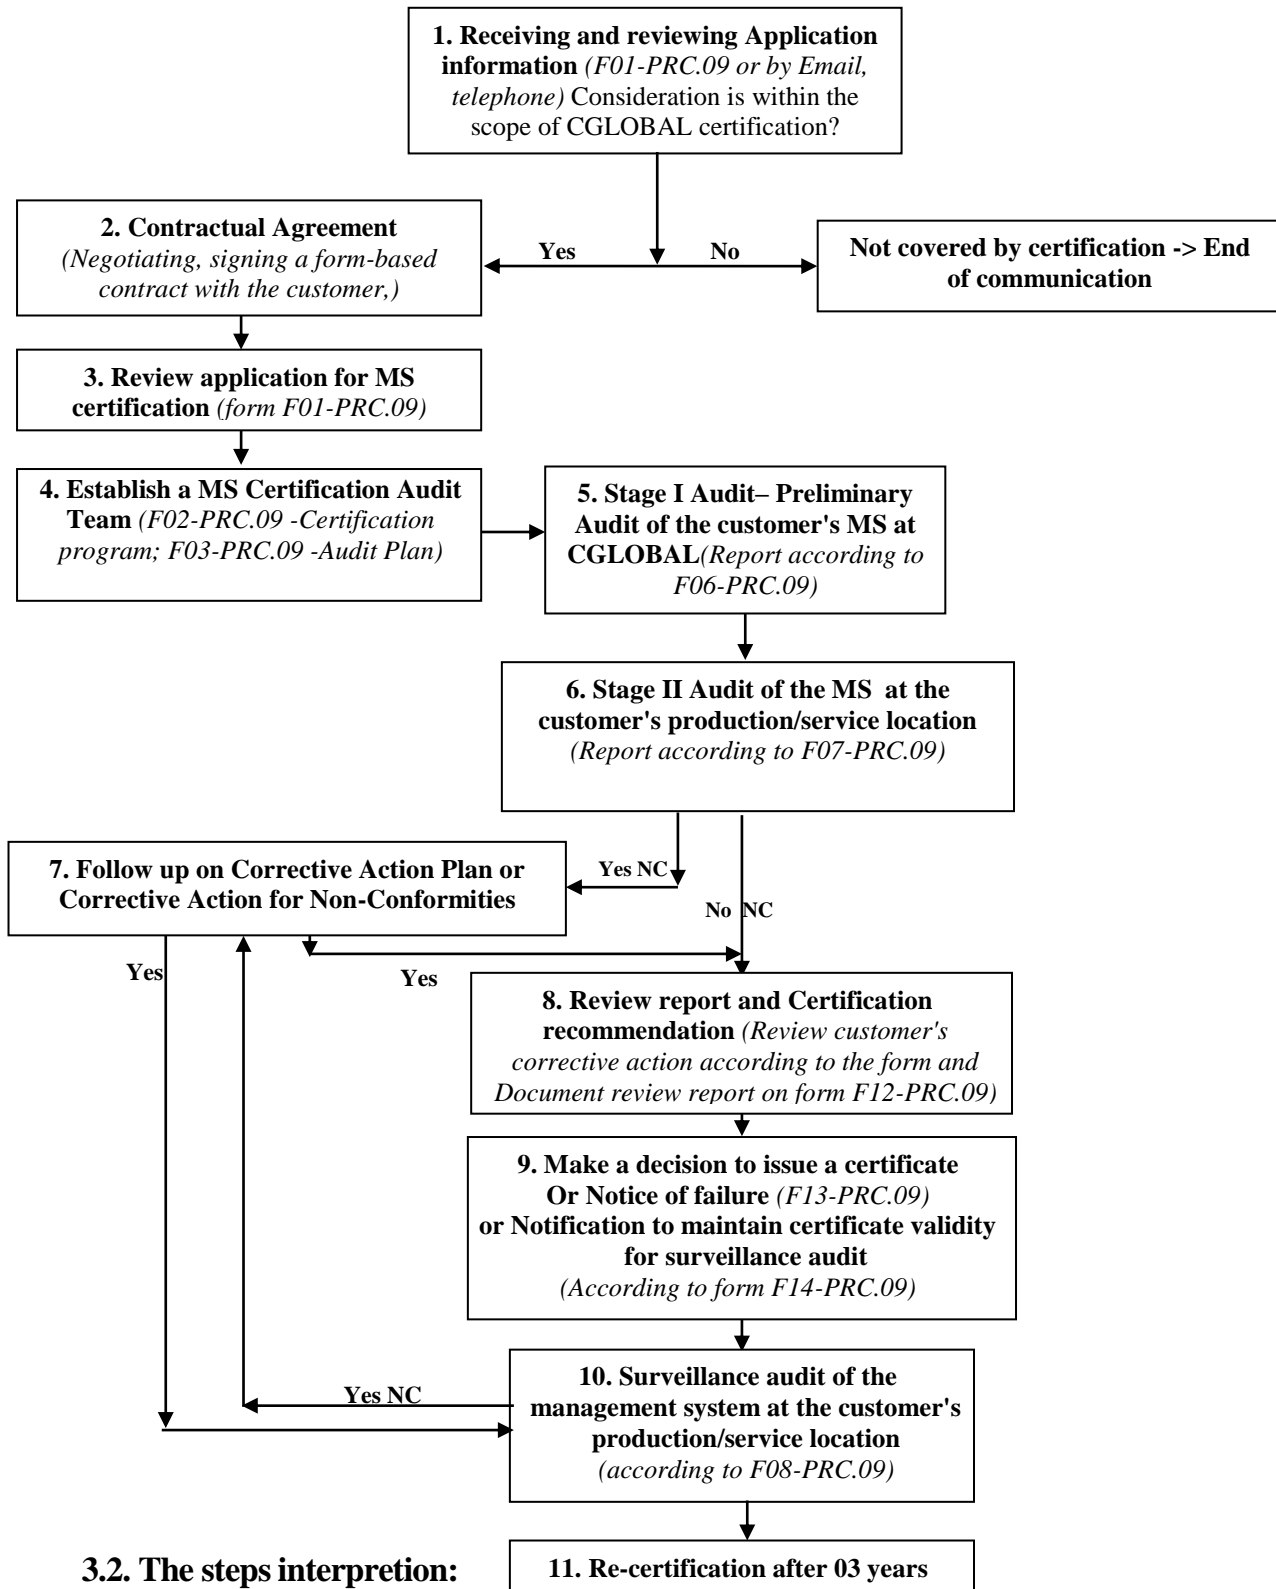 1. Receiving and reviewing Application
information (F01-PRC.09 or by Email,
telephone) Consideration is within the
scope of CGLOBAL certification?
2. Contractual Agreement
(Negotiating, signing a form-based
contract with the customer,)
Yes
No
Not covered by certification -> End
of communication
3. Review application for MS
certification (form F01-PRC.09)
4. Establish a MS Certification Audit
Team (F02-PRC.09 -Certification
program; F03-PRC.09 -Audit Plan)
5. Stage I Audit– Preliminary
Audit of the customer's MS at
CGLOBAL(Report according to
F06-PRC.09)
6. Stage II Audit of the MS at the
customer's production/service location
(Report according to F07-PRC.09)
7. Follow up on Corrective Action Plan or
Corrective Action for Non-Conformities
Yes NC
No NC
Yes
Yes
8. Review report and Certification
recommendation (Review customer's
corrective action according to the form and
Document review report on form F12-PRC.09)
9. Make a decision to issue a certificate
Or Notice of failure (F13-PRC.09)
or Notification to maintain certificate validity
for surveillance audit
(According to form F14-PRC.09)
Yes NC
10. Surveillance audit of the
management system at the customer's
production/service location
(according to F08-PRC.09)
3.2. The steps interpretion:
11. Re-certification after 03 years